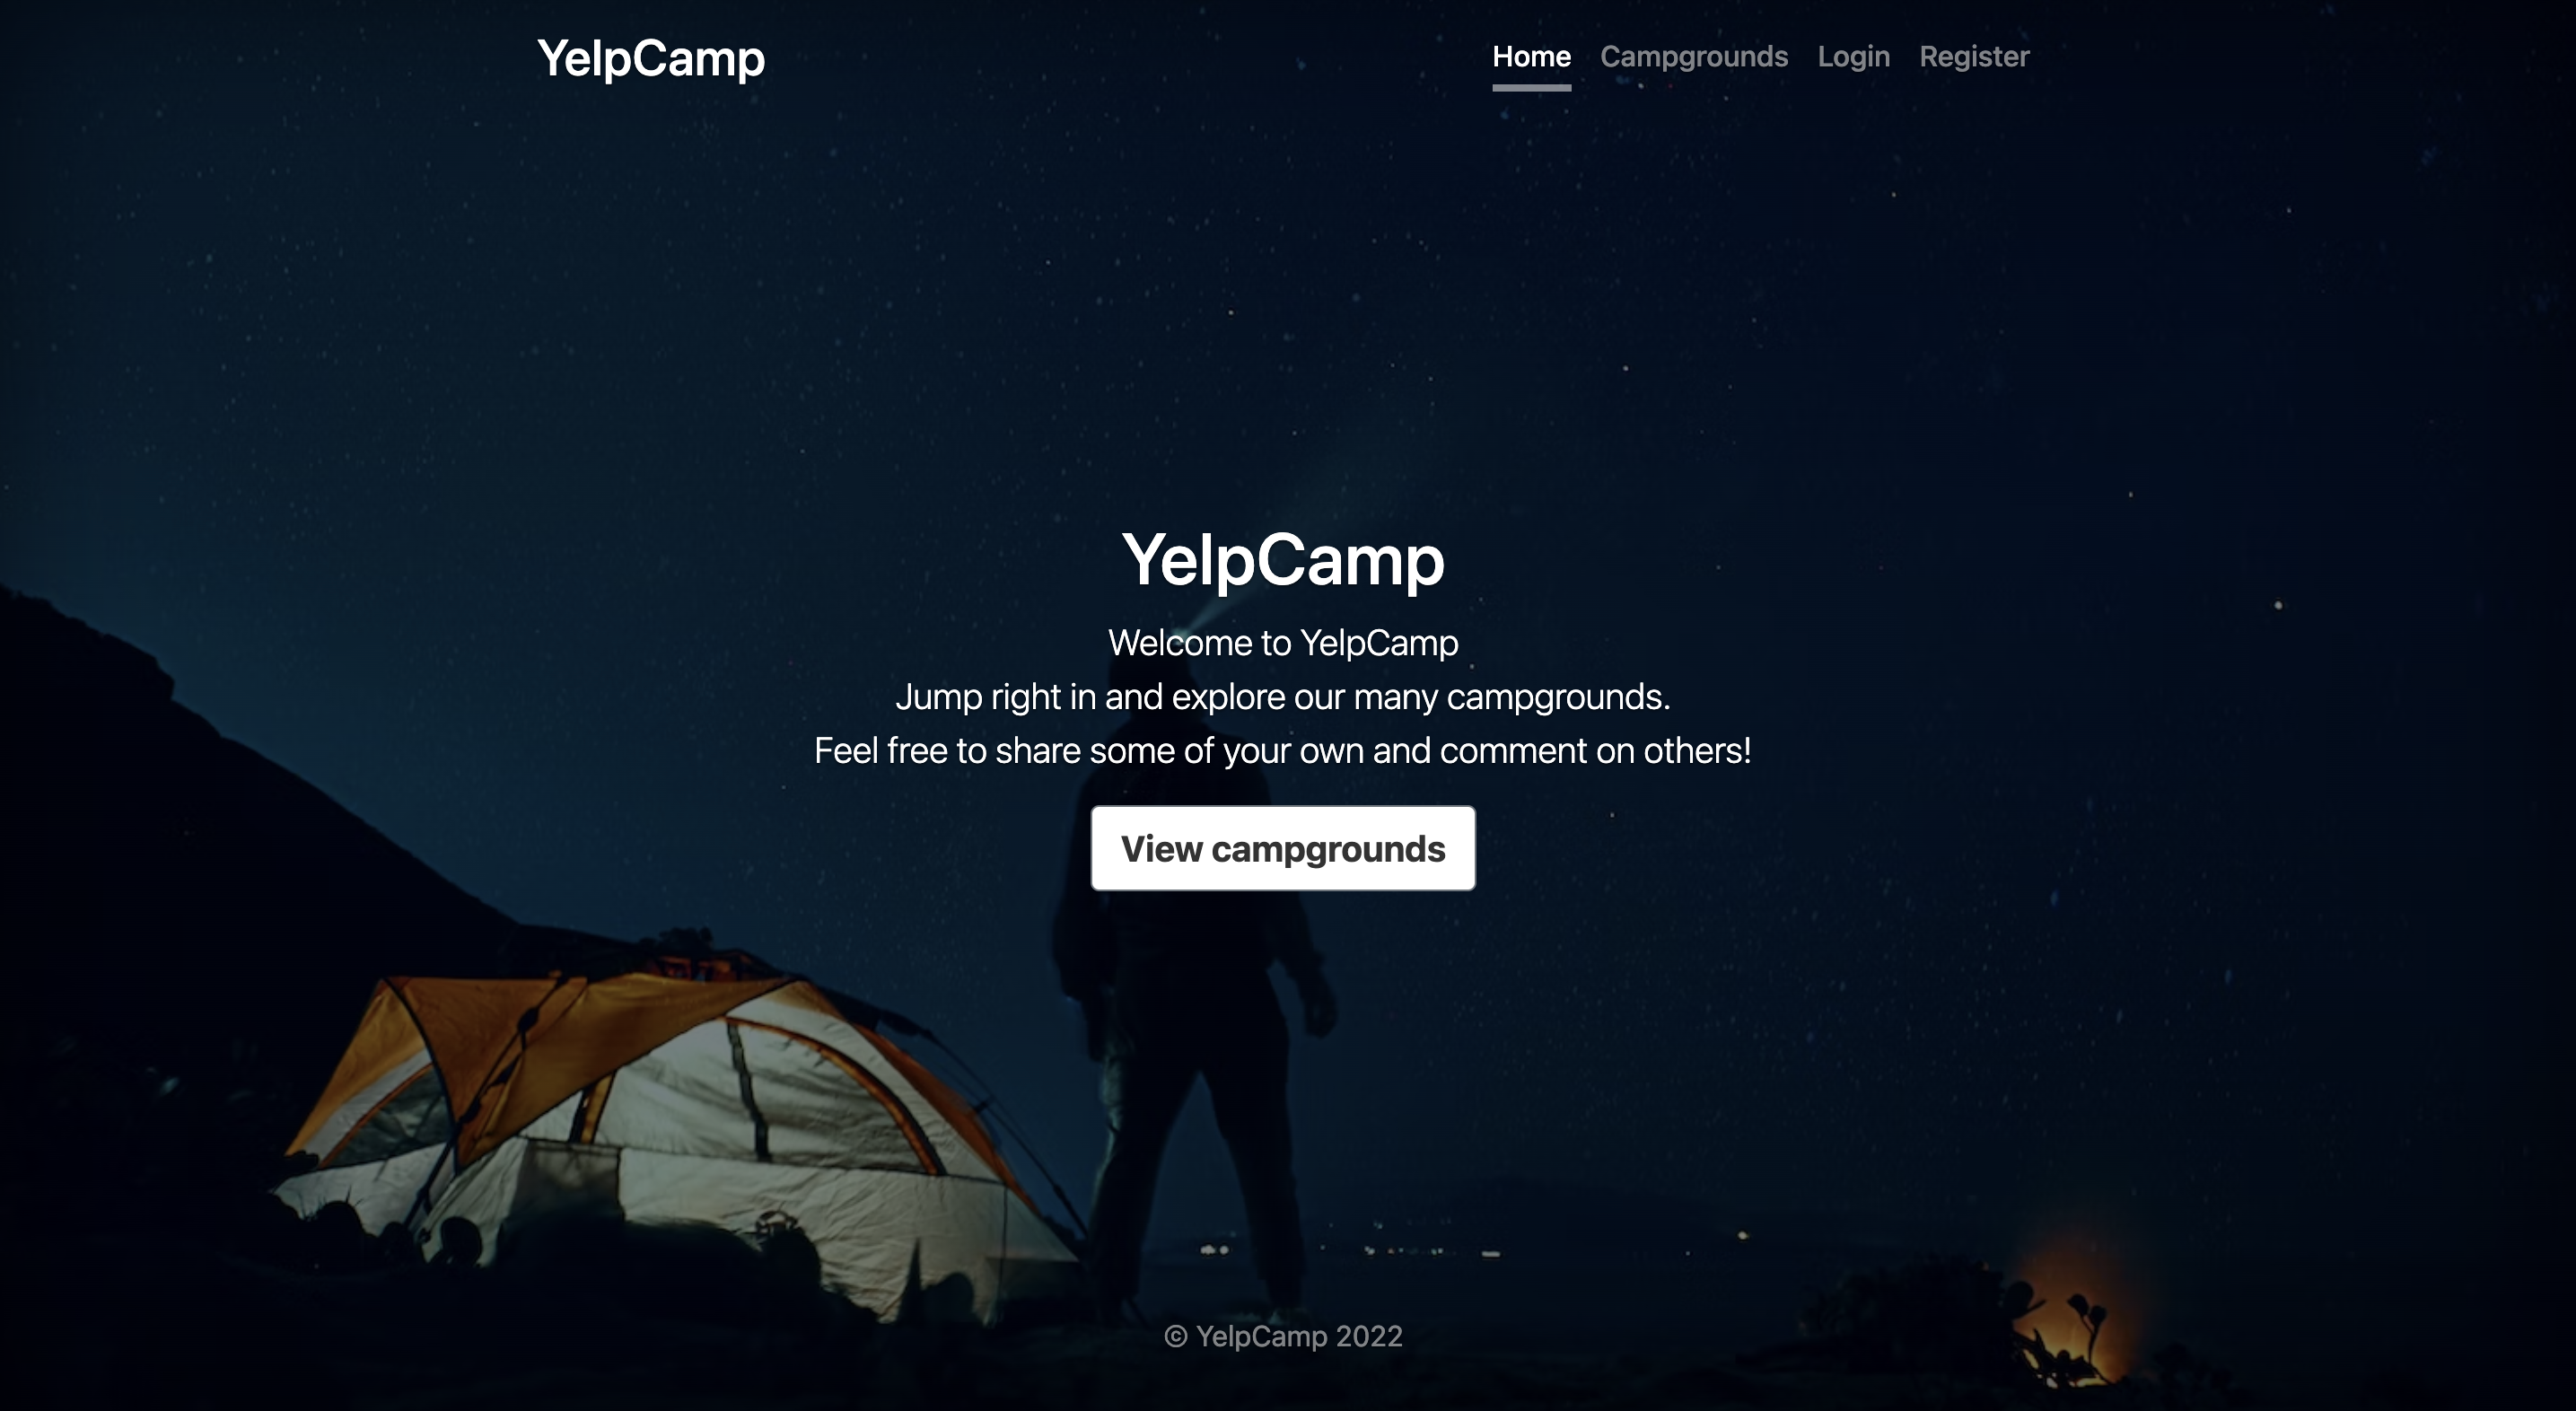 YelpCamp
Home Campgrounds Login Register
YelpCamp
Welcome to YelpCamp
Jump right in and explore our many campgrounds.
Feel free to share some of your own and comment on others!
View campgrounds
© YelpCamp 2022